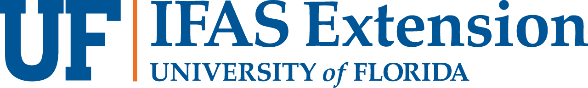 UF
IFAS Extension
UNIVERSITY of FLORIDA